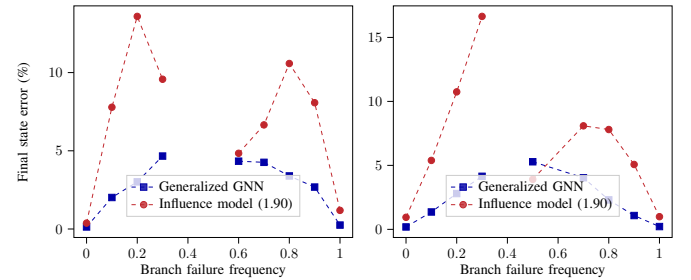 Final state error (%)
10
5
0
Generalized GNN
Influence model (1.90)
0 0.2 0.4 0.6 0.8 1
Branch failure frequency
15
10
5
0
Generalized GNN
Influence model (1.90)
0 0.2 0.4 0.6 0.8 1
Branch failure frequency